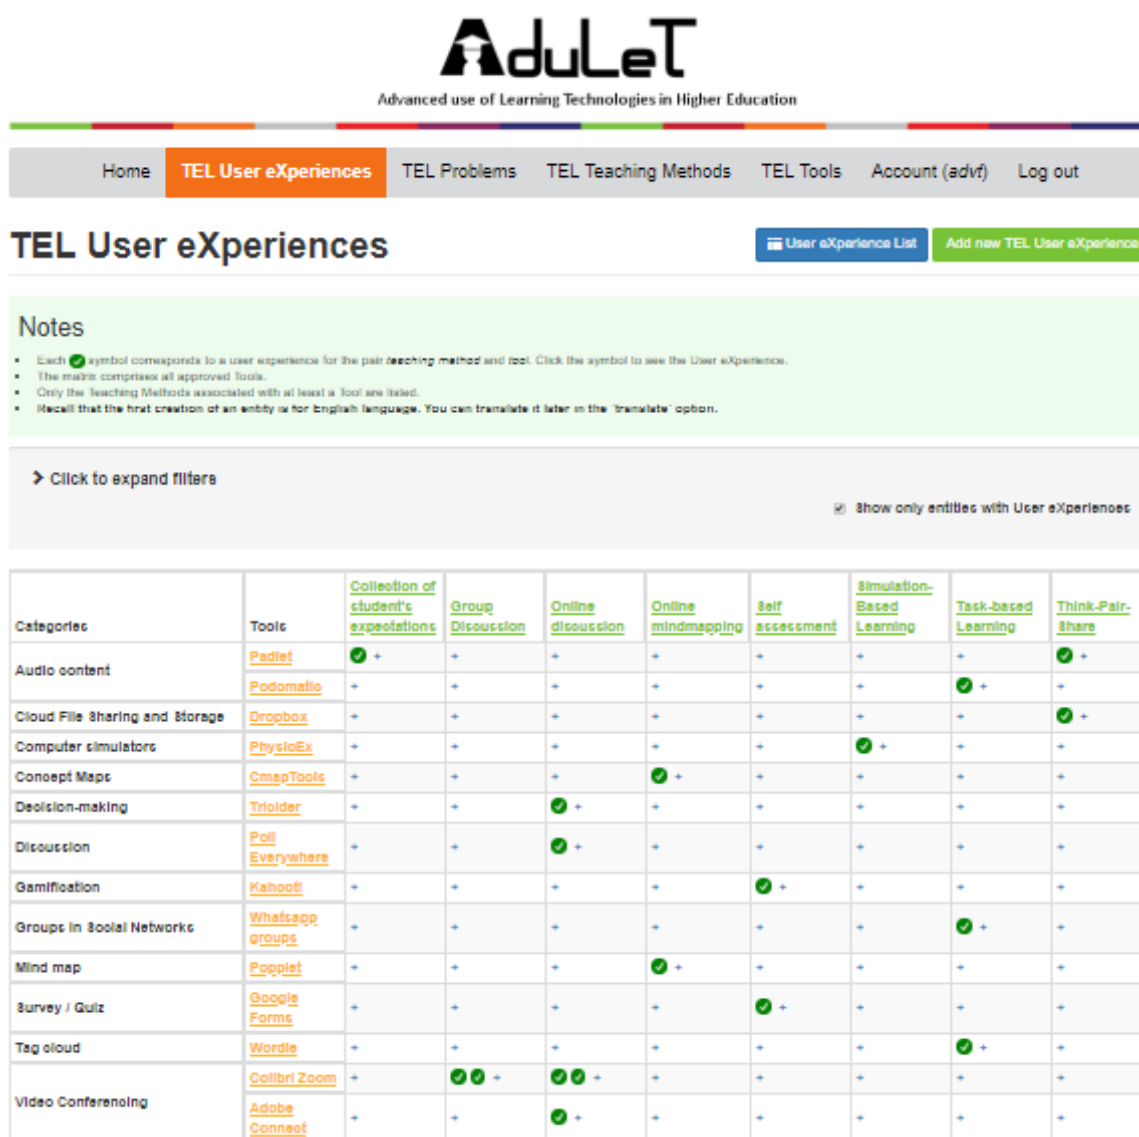 AduLeT
Advanced use of Learning Technologies in Higher Education
Home TEL User eXperiences TEL Problems TEL Teaching Methods TEL Tools Account (advt) Log out
TEL User eXperiences
User eXperience List Add new TEL User eXperience
Notes
Each symbol corresponds to a user experience for the pair teaching method and tool. Click the symbol to see the User eXperience.
The matrix comprises all approved Tools.
Only the Teaching Methods associated with at least a Tool are listed.
Recall that the first creation of an entity is for English language. You can translate it later in the 'translate' option.
Click to expand filters
Show only entities with User eXperiences
Categories Tools Collection of student's expectations Group Discussion Online discussion Online mindmapping Self assessment Simulation-Based Learning Task-based Learning Think-Pair-Share
Audio content Padlet + + + + + + + +
Podomatic + + + + + + + +
Cloud File Sharing and Storage Dropbox + + + + + + + +
Computer simulators PhysioEx + + + + + + + +
Concept Maps CmapTools + + + + + + + +
Decision-making Tricider + + + + + + + +
Discussion Poll Everywhere + + + + + + + +
Gamification Kahoot! + + + + + + + +
Groups in Social Networks Whatsapp groups + + + + + + + +
Mind map Popplet + + + + + + + +
Survey / Quiz Google Forms + + + + + + + +
Tag cloud Wordle + + + + + + + +
Video Conferencing Colibri Zoom + + + + + + + +
Adobe Connect + + + + + + + +